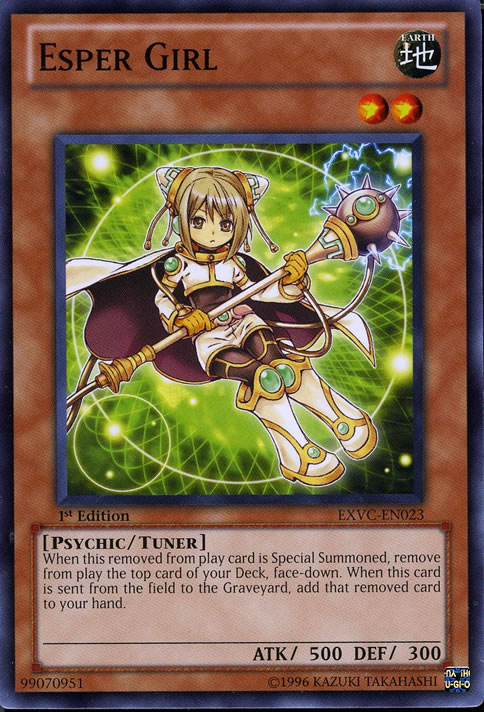 ESPER GIRL
EARTH
地
1st Edition
EXVC-EN023
[PSYCHIC/TUNER]
When this removed from play card is Special Summoned, remove
from play the top card of your Deck, face-down. When this card
is sent from the field to the Graveyard, add that removed card
to your hand.
ATK/ 500 DEF/ 300
99070951
©1996 KAZUKI TAKAHASHI